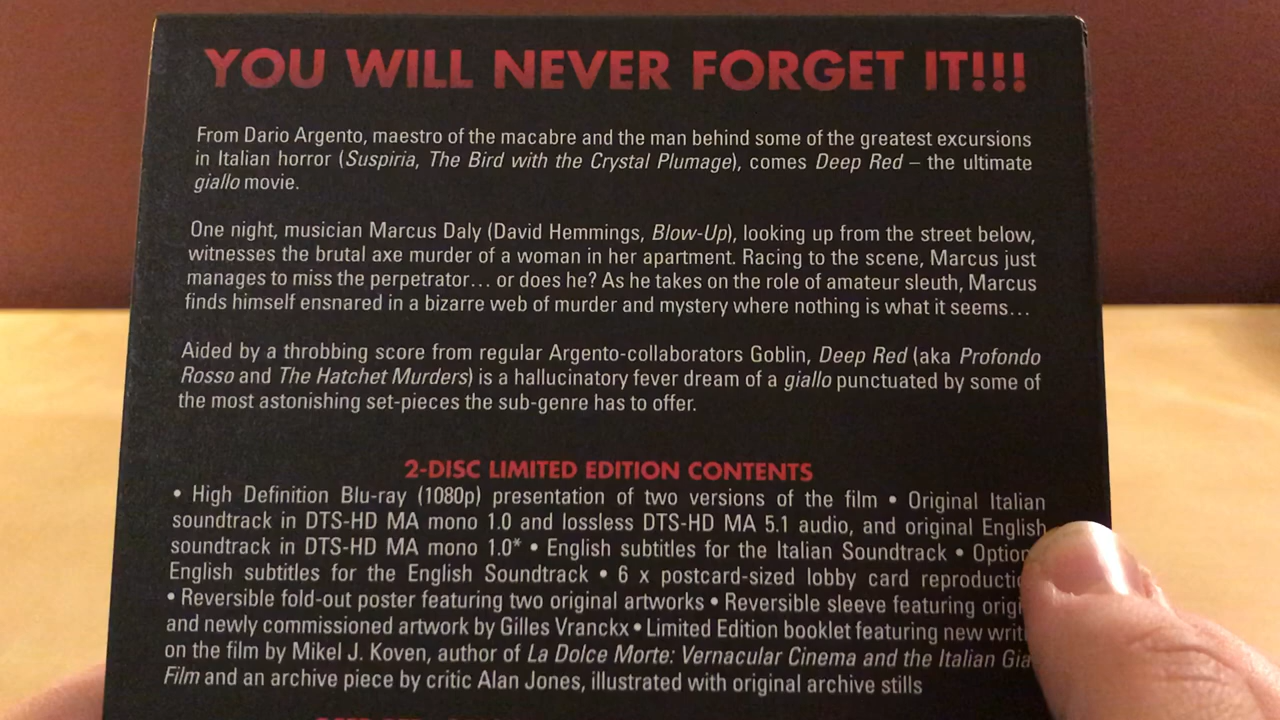 YOU WILL NEVER FORGET IT!!!
From Dario Argento, maestro of the macabre and the man behind some of the greatest excursions
in Italian horror (Suspiria, The Bird with the Crystal Plumage), comes Deep Red – the ultimate
giallo movie.
One night, musician Marcus Daly (David Hemmings, Blow-Up), looking up from the street below,
witnesses the brutal axe murder of a woman in her apartment. Racing to the scene, Marcus just
manages to miss the perpetrator… or does he? As he takes on the role of amateur sleuth, Marcus
finds himself ensnared in a bizarre web of murder and mystery where nothing is what it seems…
Aided by a throbbing score from regular Argento-collaborators Goblin, Deep Red (aka Profondo
Rosso and The Hatchet Murders) is a hallucinatory fever dream of a giallo punctuated by some of
the most astonishing set-pieces the sub-genre has to offer.
2-DISC LIMITED EDITION CONTENTS
• High Definition Blu-ray (1080p) presentation of two versions of the film • Original Italian
soundtrack in DTS-HD MA mono 1.0 and lossless DTS-HD MA 5.1 audio, and original English
soundtrack in DTS-HD MA mono 1.0* • English subtitles for the Italian Soundtrack •
English subtitles for the English Soundtrack • 6 x postcard-sized lobby card
• Reversible fold-out poster featuring two original artworks • Reversible sleeve featuring
and newly commissioned artwork by Gilles Vranckx • Limited Edition booklet featuring new
on the film by Mikel J. Koven, author of La Dolce Morte: Vernacular Cinema and the Italian
Film and an archive piece by critic Alan Jones, illustrated with original archive stills